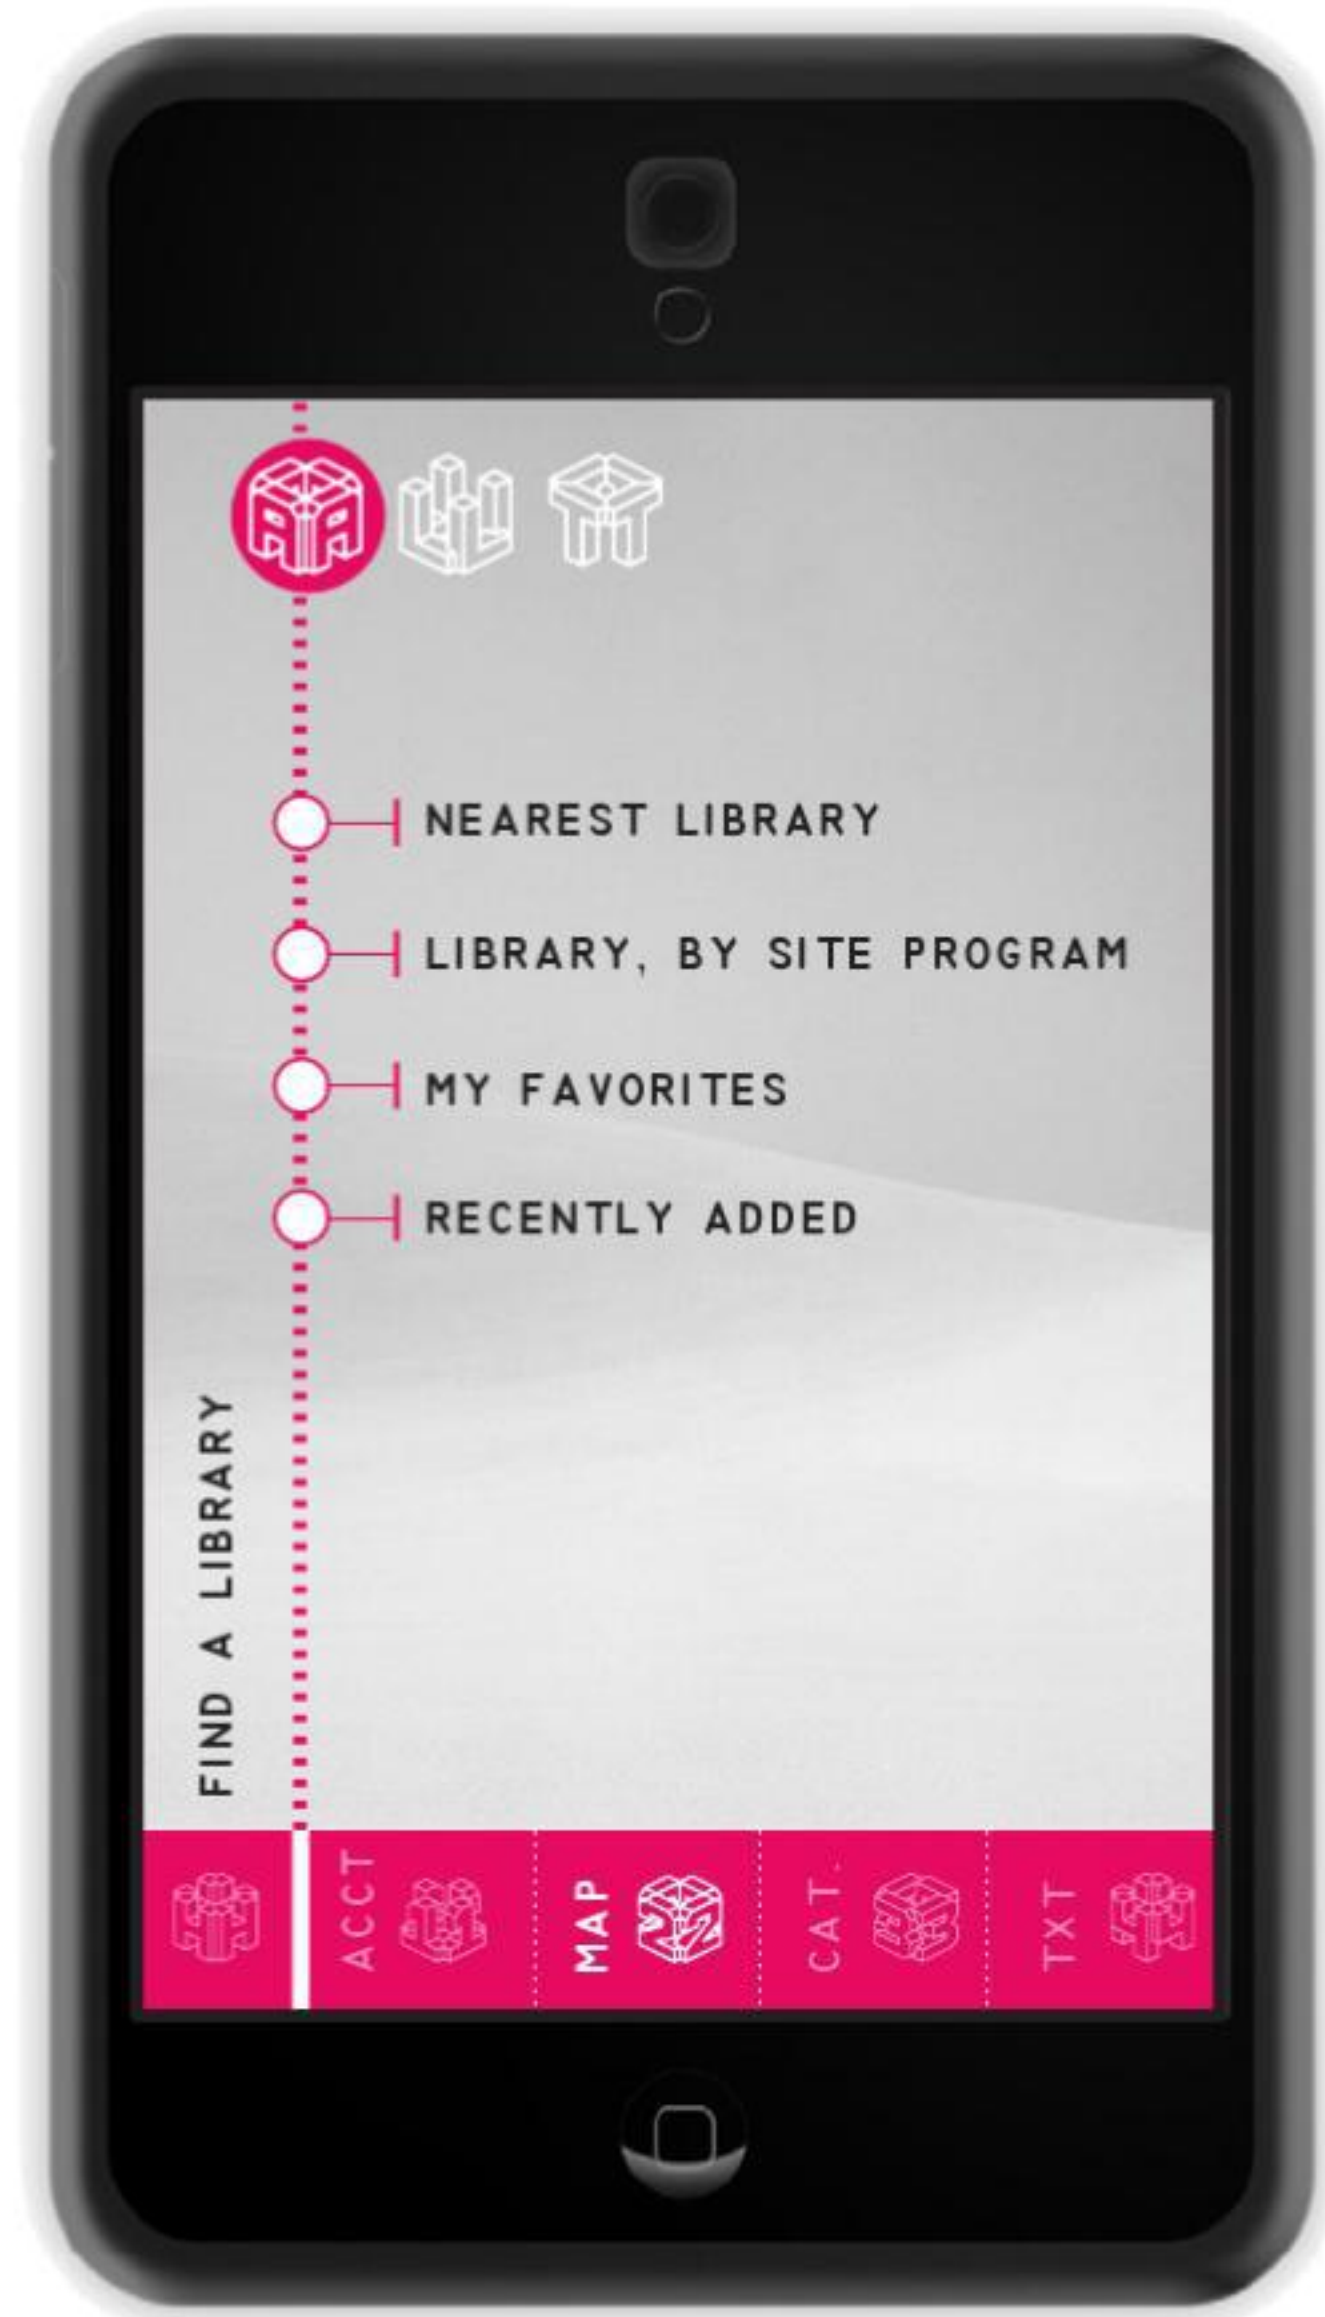 NEAREST LIBRARY
LIBRARY, BY SITE PROGRAM
MY FAVORITES
RECENTLY ADDED
FIND A LIBRARY
ACCT
MAP
CAT.
TXT